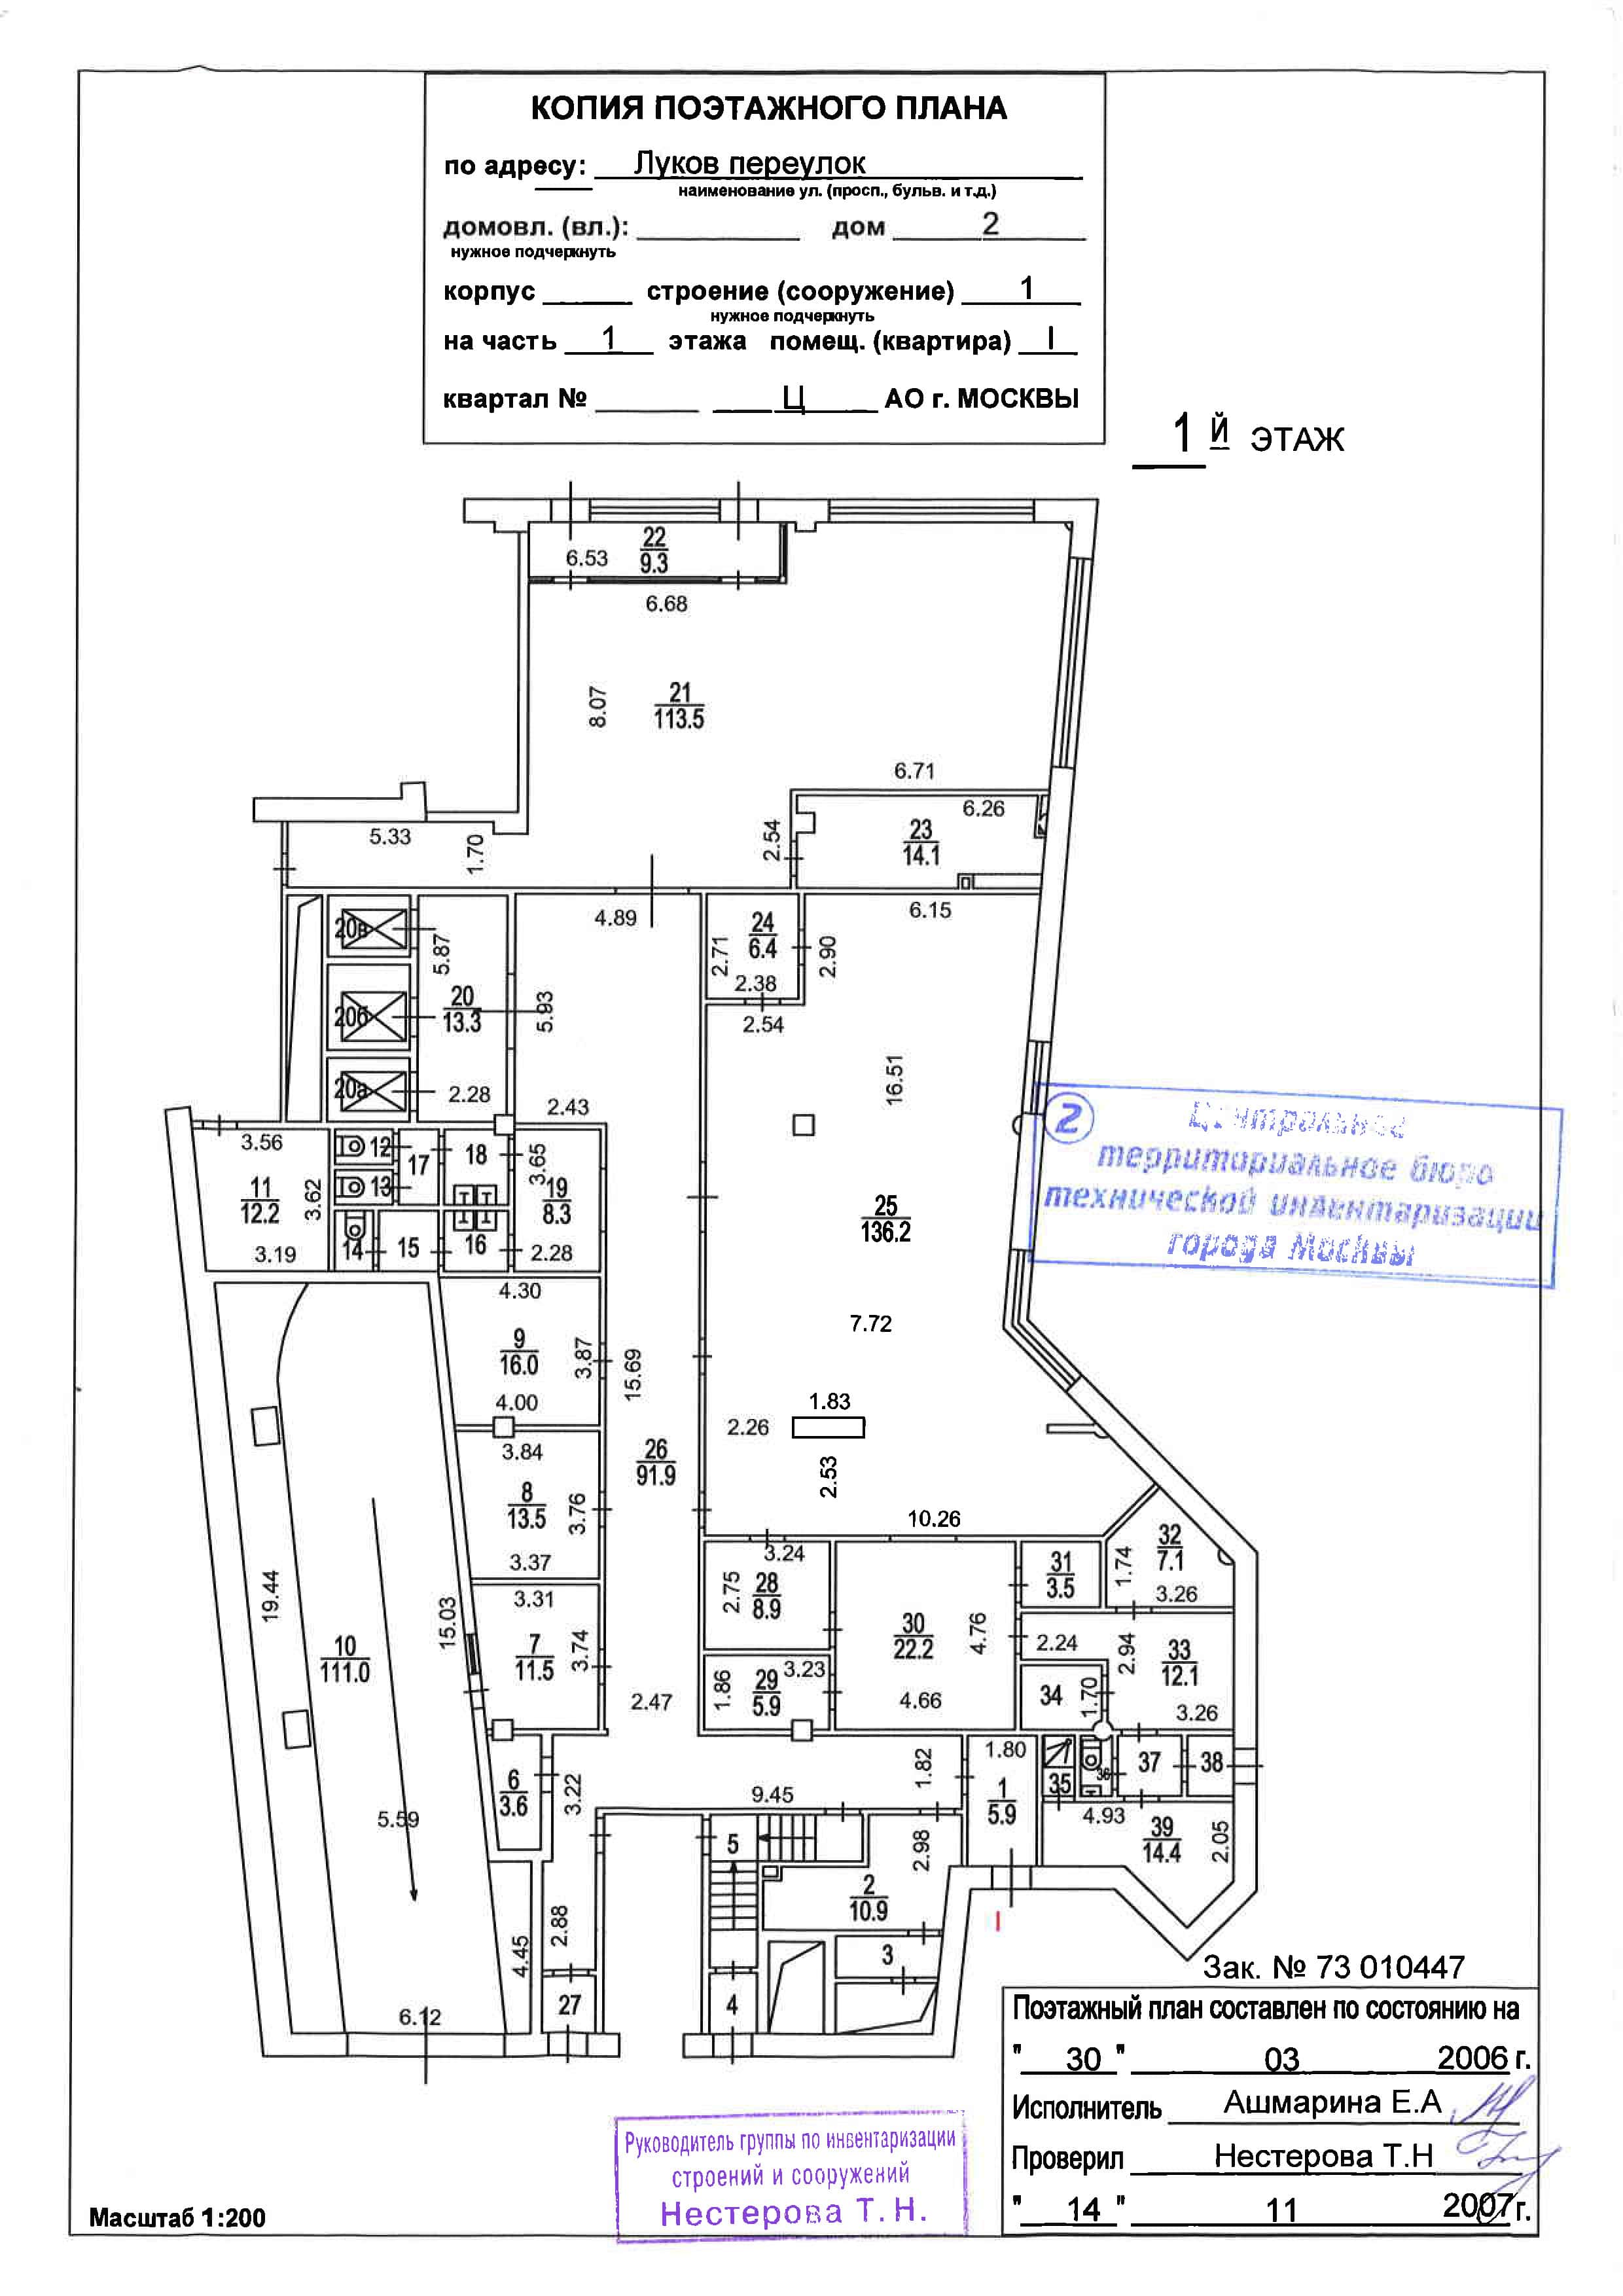 КОПИЯ ПОЭТАЖНОГО ПЛАНА
по адресу: Луков переулок
наименование ул. (просп., бульв. и т.д.)
домовл. (вл.): дом 2
нужное подчеркнуть
корпус строение (сооружение) 1
нужное подчеркнуть
на часть 1 этажа помещ. (квартира) I
квартал № Ц АО г. МОСКВЫ
1 Й ЭТАЖ
22
6.53 9.3
6.68
8.07 21
113.5
6.71
6.26
5.33 1.70 2.54 23
14.1
4.89 6.15
20в 5.87 24
2.71 6.4 2.90
2.38
20б 20
13.3 5.93
2.54
16.51
20а 2.28 2.43
3.56 12 17 18 3.65
11
12.2 3.62 13 19
8.3
3.19 14 15 16 2.28
25
136.2
4.30
9
16.0 3.87 15.69
4.00
7.72
1.83
2.26
3.84 26
91.9 2.53
8
13.5 3.76
3.37
10.26
3.24 31
3.5 32
7.1
1.74
3.26
2.75 28
8.9
3.31
19.44 15.03 7
11.5 3.74
30
22.2 4.76 2.24 2.94 33
12.1
10
111.0
2.47 1.86 29
5.9 3.23 4.66 34 1.70 3.26
1.82 1.80 37 38
6
3.6 3.22 9.45 1
5.9 35 36 4.93
39
14.4 2.05
5.59
5 2.98
2
10.9
2.88
4.45 3
27 4
6.12
I
2 Центральное
территориальное бюро
технической инвентаризации
города Москвы
Зак. № 73 010447
Поэтажный план составлен по состоянию на
" 30 " 03 2006 г.
Исполнитель Ашмарина Е.А
Проверил Нестерова Т.Н
" 14 " 11 2007г.
Руководитель группы по инвентаризации
строений и сооружений
Нестерова Т. Н.
Масштаб 1:200